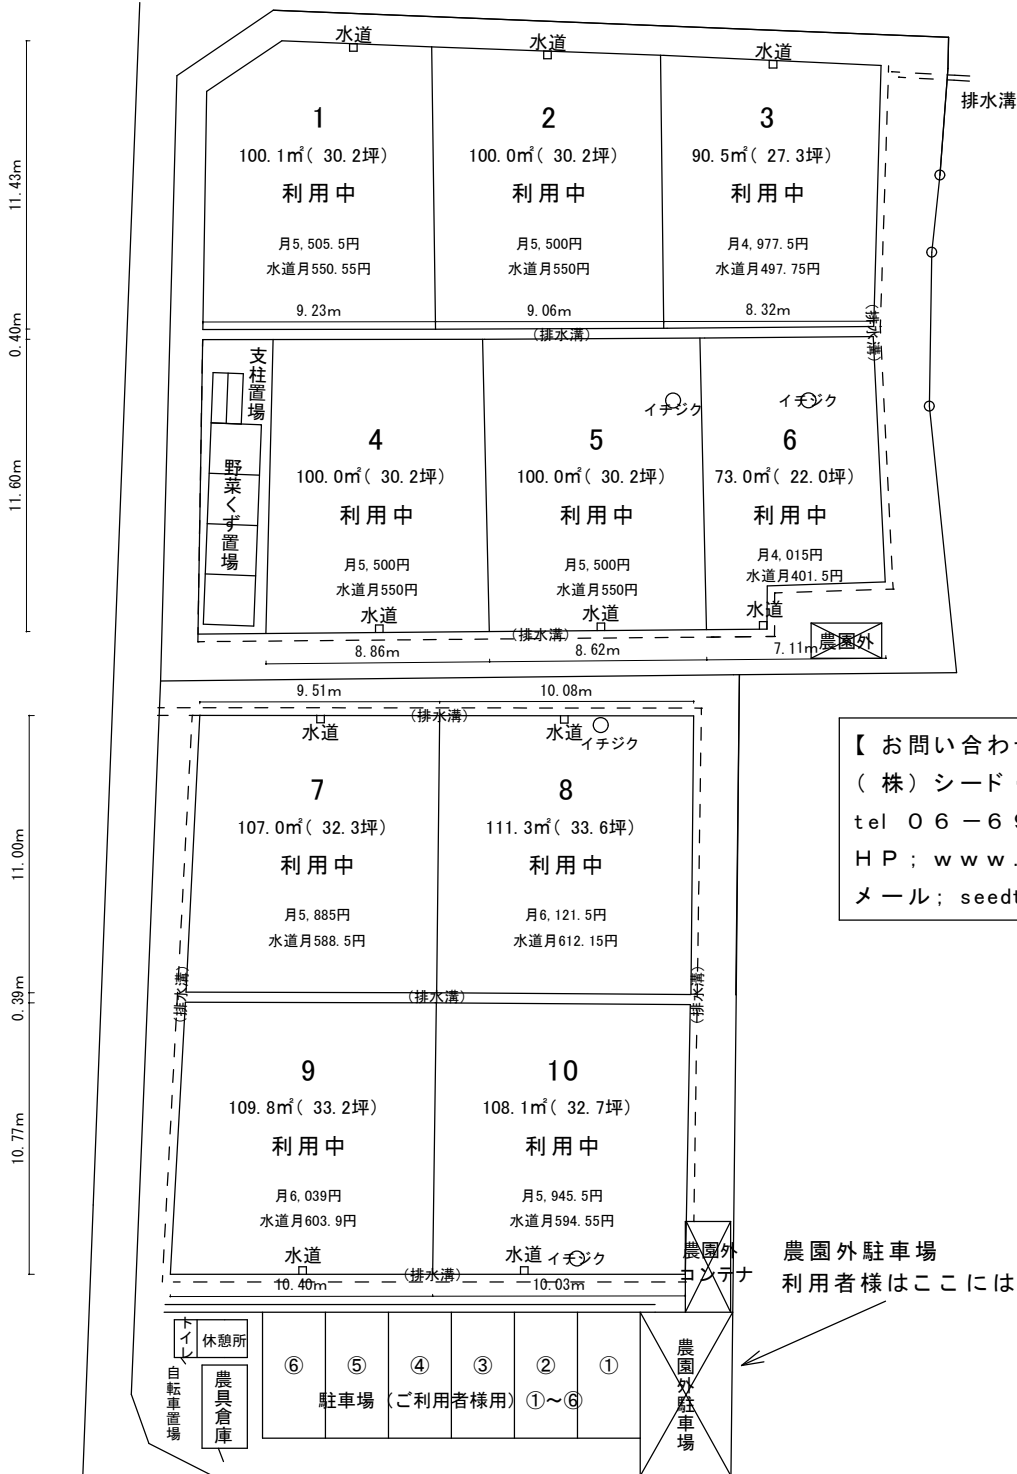 水道
水道
水道
排水溝
1
100.1㎡( 30.2坪)
利用中
月5,505.5円
水道月550.55円
9.23m
2
100.0㎡( 30.2坪)
利用中
月5,500円
水道月550円
9.06m
3
90.5㎡( 27.3坪)
利用中
月4,977.5円
水道月497.75円
8.32m
11.43m
0.40m
11.60m
(排水溝)
(排水溝)
支柱置場
野菜くず置場
4
100.0㎡( 30.2坪)
利用中
月5,500円
水道月550円
水道
8.86m
イチジク
5
100.0㎡( 30.2坪)
利用中
月5,500円
水道月550円
水道
8.62m
イチジク
6
73.0㎡( 22.0坪)
利用中
月4,015円
水道月401.5円
水道
7.11m
(排水溝)
農園外
9.51m
10.08m
(排水溝)
水道
水道
イチジク
7
107.0㎡( 32.3坪)
利用中
月5,885円
水道月588.5円
8
111.3㎡( 33.6坪)
利用中
月6,121.5円
水道月612.15円
11.00m
0.39m
10.77m
(排水溝)
(排水溝)
(排水溝)
9
109.8㎡( 33.2坪)
利用中
月6,039円
水道月603.9円
水道
10.40m
10
108.1㎡( 32.7坪)
利用中
月5,945.5円
水道月594.55円
水道
イチジク
10.03m
(排水溝)
【 お問い合わ
( 株) シード
tel ０６－６９
ＨＰ; ｗｗｗ.
メール; seedt
農園外
コンテナ
農園外駐車場
利用者様はここには
トイレ
休憩所
自転車置場
農具倉庫
⑥
⑤
④
③
②
①
駐車場 (ご利用者様用) ①～⑥
農園外駐車場